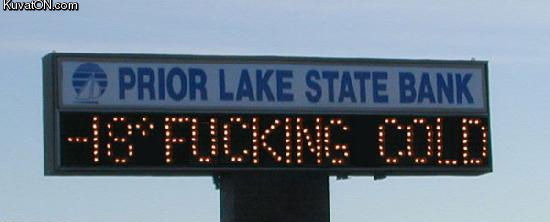 KuvatON.com
PRIOR LAKE STATE BANK
-18° FUCKING COLD